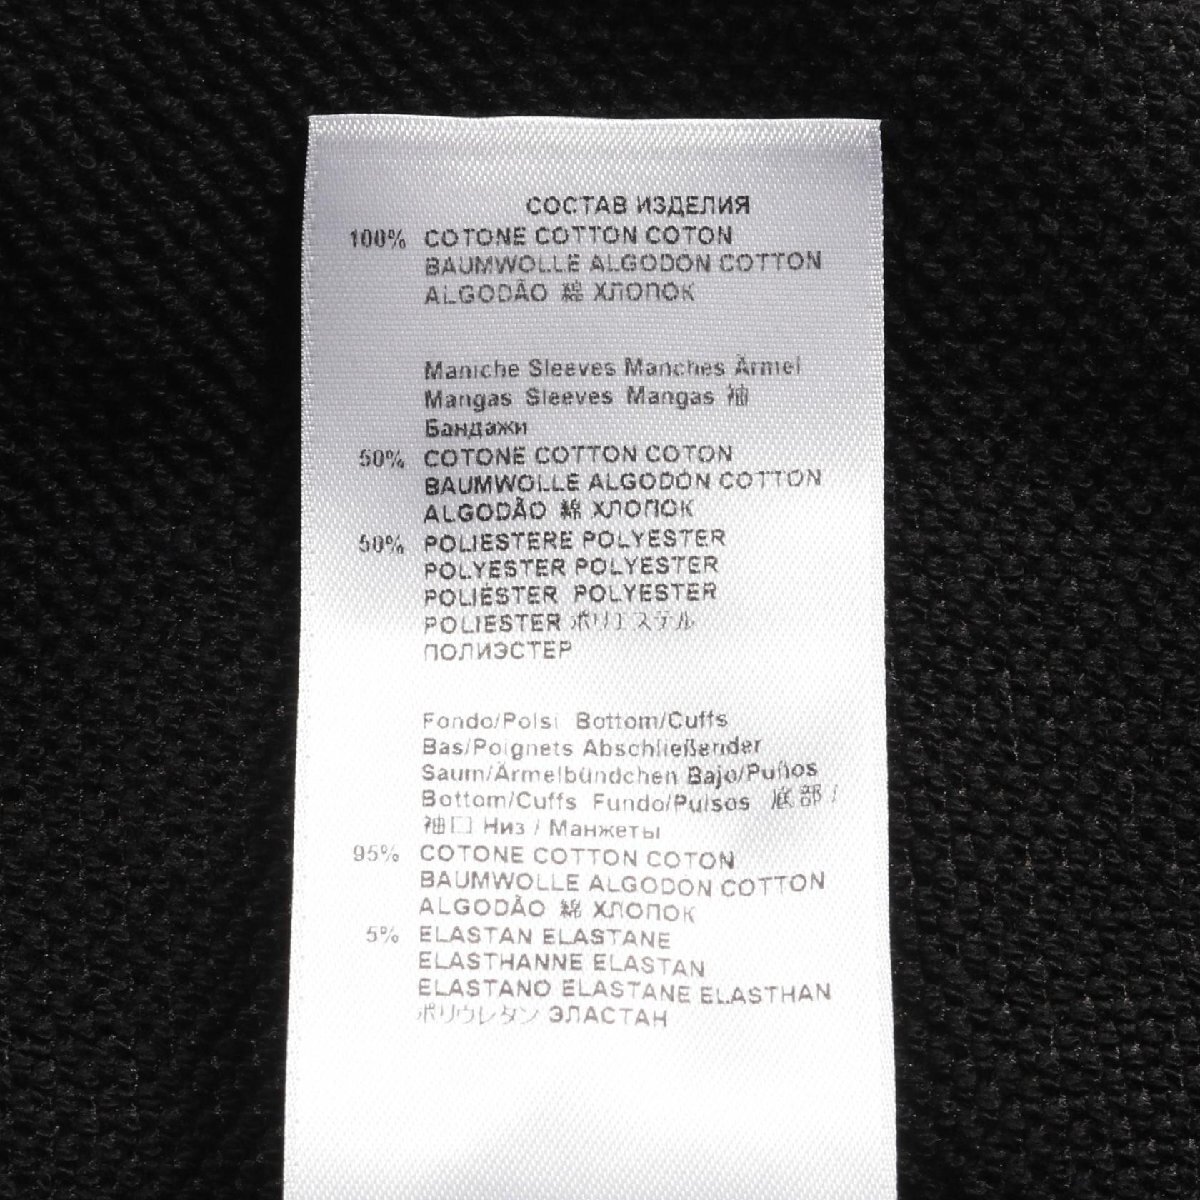 СОСТАВ ИЗДЕЛИЯ
100% COTONE COTTON COTON
BAUMWOLLE ALGODÓN COTTON
ALGODÃO 綿 ХЛОПОК
Maniche Sleeves Manches Ärmel
Mangas Sleeves Mangas 袖
Бандажи
50% COTONE COTTON COTON
BAUMWOLLE ALGODÓN COTTON
ALGODÃO 綿 ХЛОПОК
50% POLIESTERE POLYESTER
POLYESTER POLYESTER
POLIÉSTER POLYESTER
POLIESTER ポリエステル
ПОЛИЭСТЕР
Fondo/Polsi Bottom/Cuffs
Bas/Poignets Abschließender
Saum/Ärmelbündchen Bajo/Puños
Bottom/Cuffs Fundo/Pulsos 底部 /
袖口 Низ / Манжеты
95% COTONE COTTON COTON
BAUMWOLLE ALGODÓN COTTON
ALGODÃO 綿 ХЛОПОК
5% ELASTAN ELASTANE
ELASTHANNE ELASTAN
ELASTANO ELASTANE ELASTHAN
ポリウレタン ЭЛАСТАН